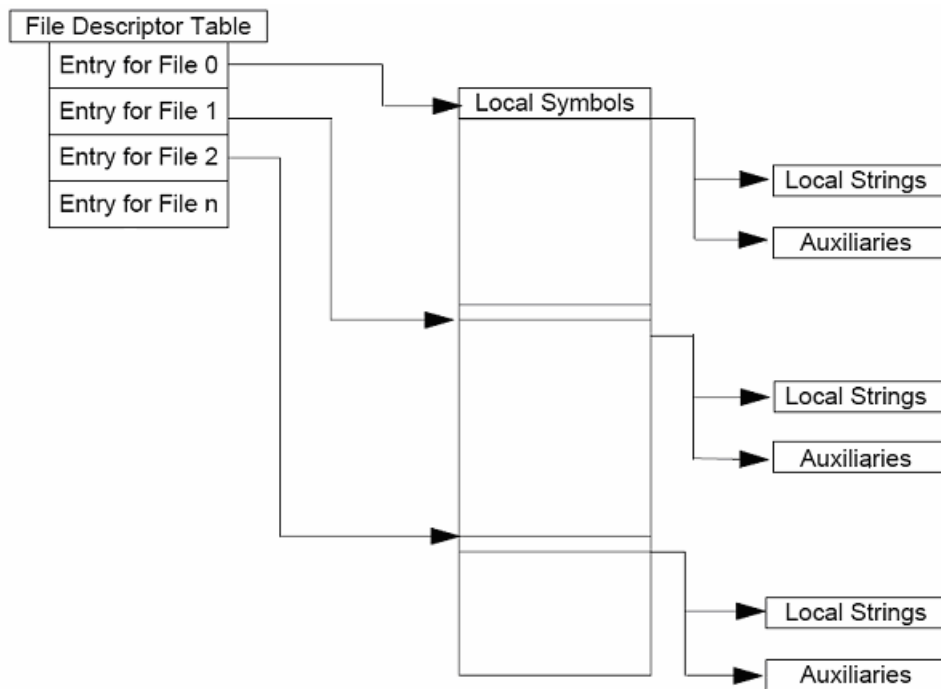 File Descriptor Table
Entry for File 0
Entry for File 1
Entry for File 2
Entry for File n
Local Symbols
Local Strings
Auxiliaries
Local Strings
Auxiliaries
Local Strings
Auxiliaries